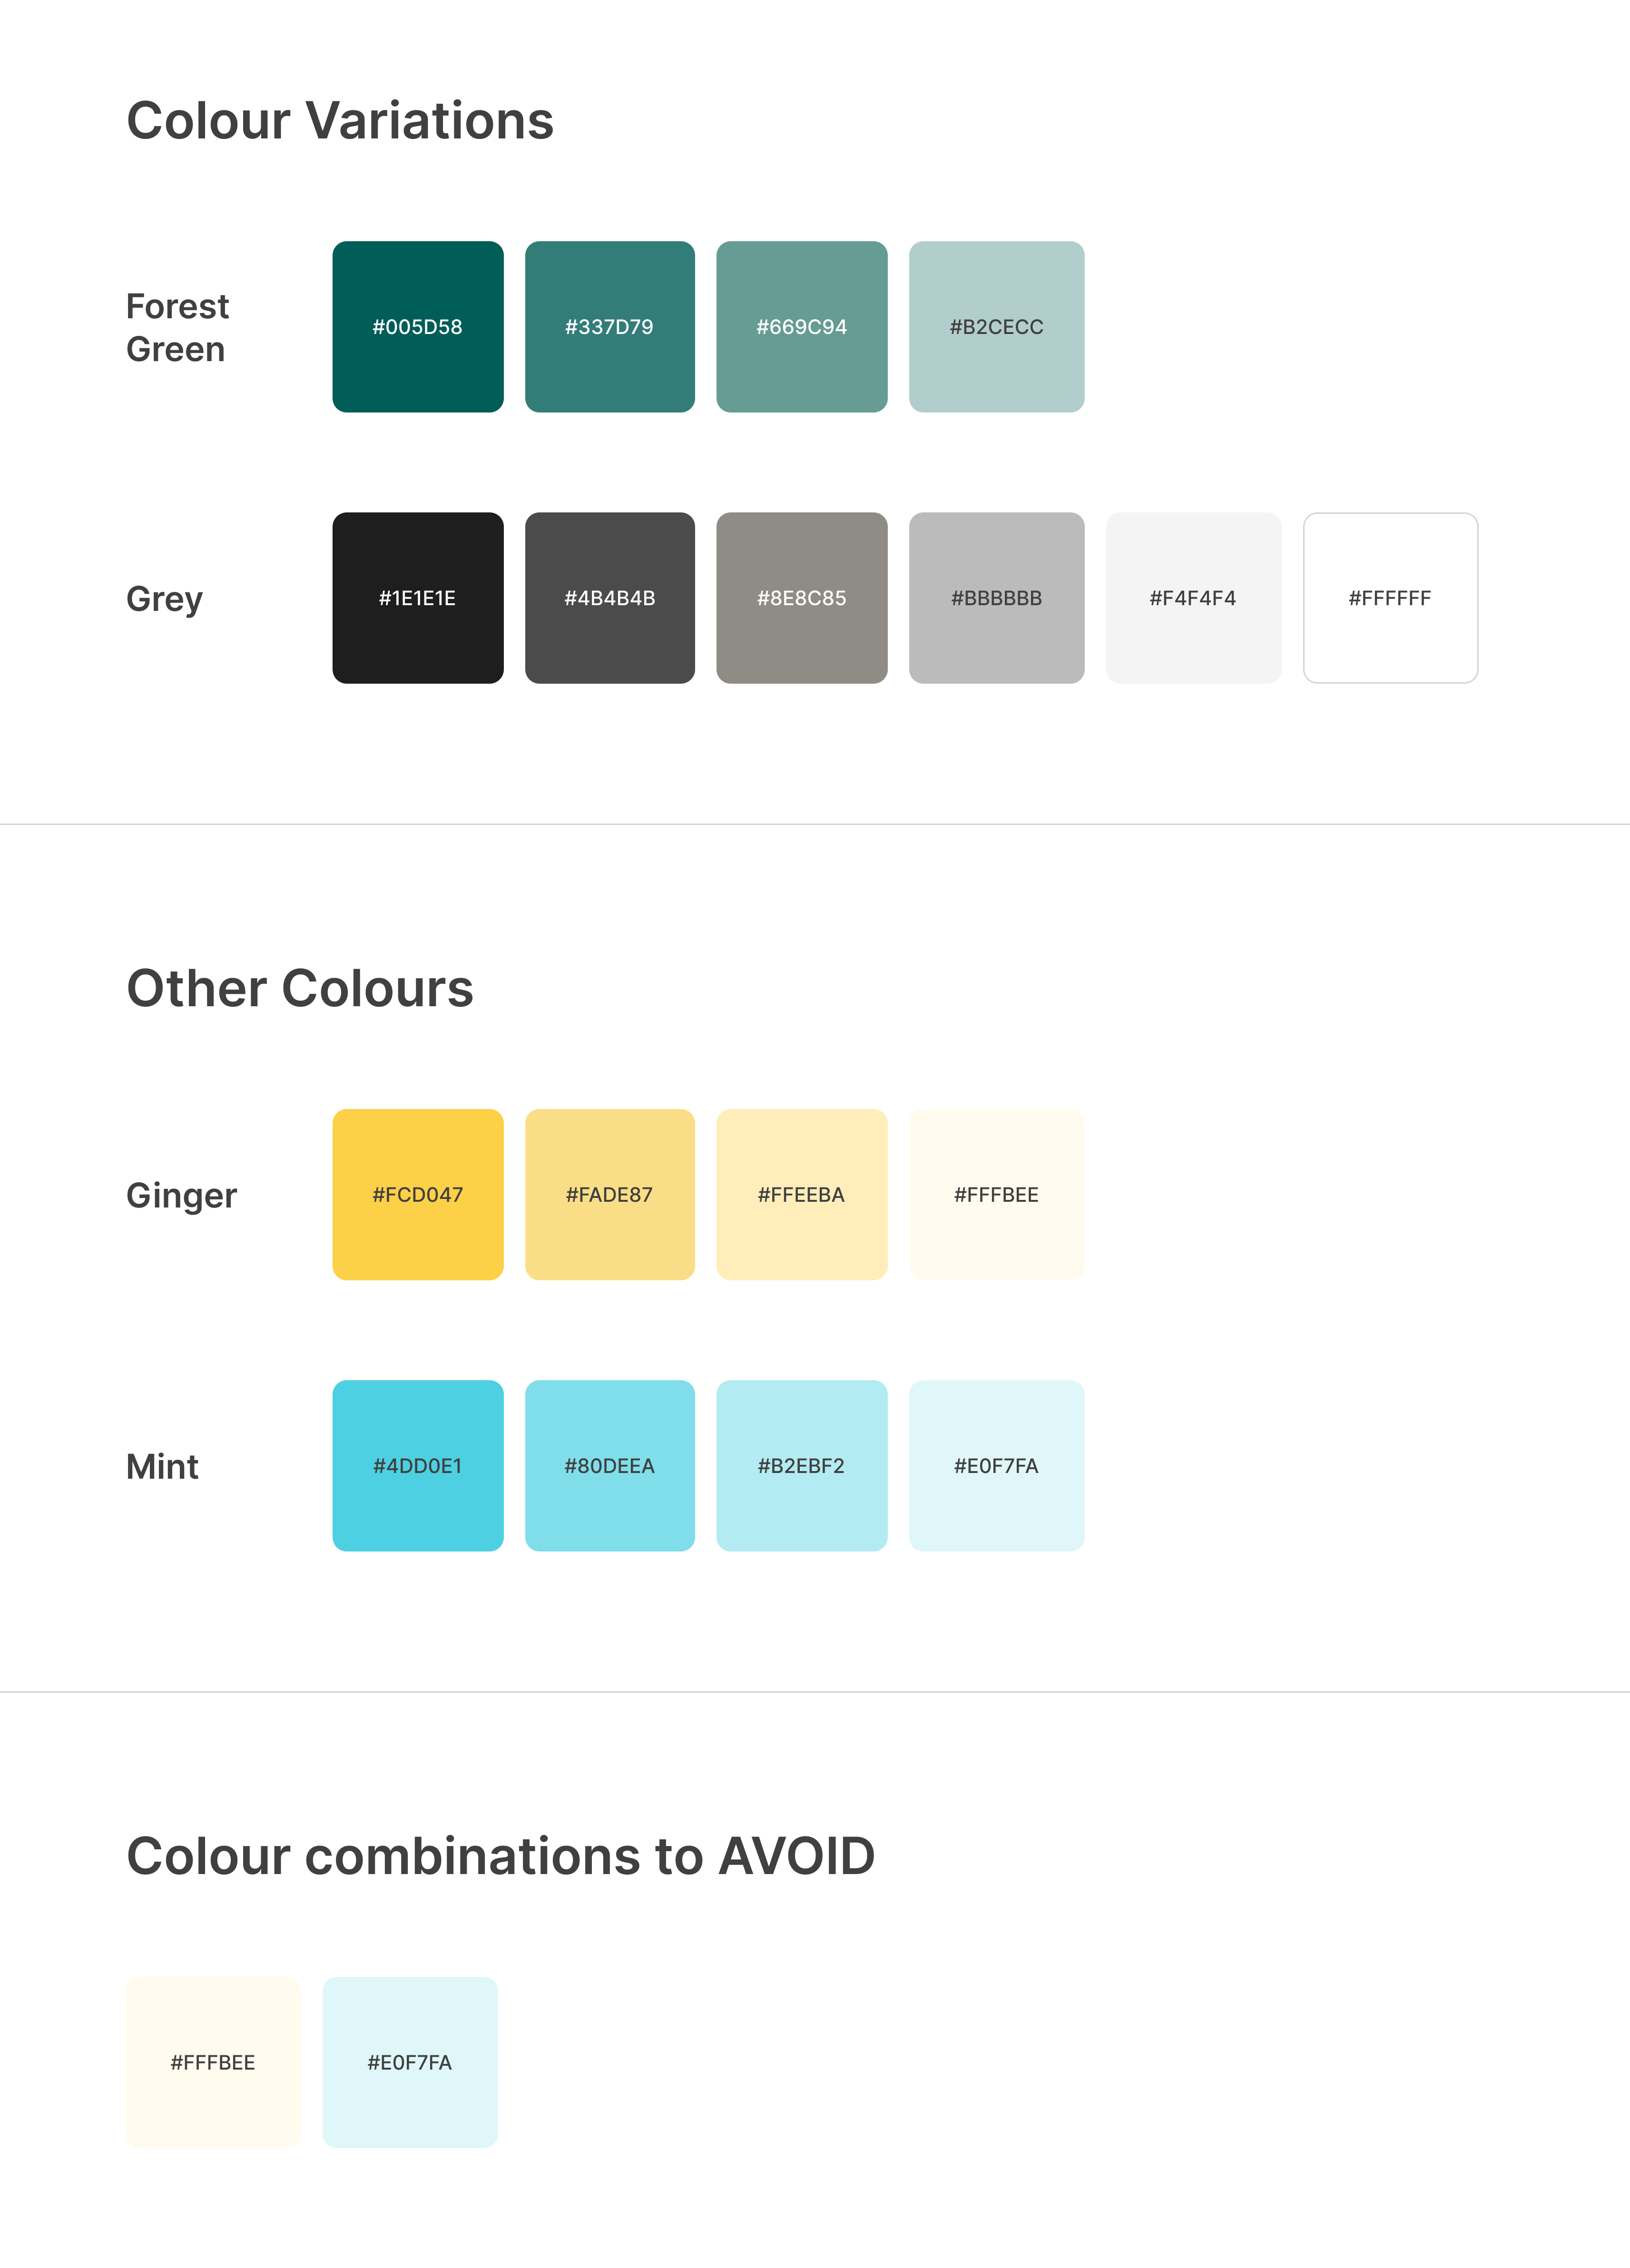 Colour Variations
Forest
Green
#005D58
#337D79
#669C94
#B2CECC
Grey
#1E1E1E
#4B4B4B
#8E8C85
#BBBBBB
#F4F4F4
#FFFFFF
Other Colours
Ginger
#FCD047
#FADE87
#FFEEBA
#FFFBEE
Mint
#4DD0E1
#80DEEA
#B2EBF2
#E0F7FA
Colour combinations to AVOID
#FFFBEE
#E0F7FA